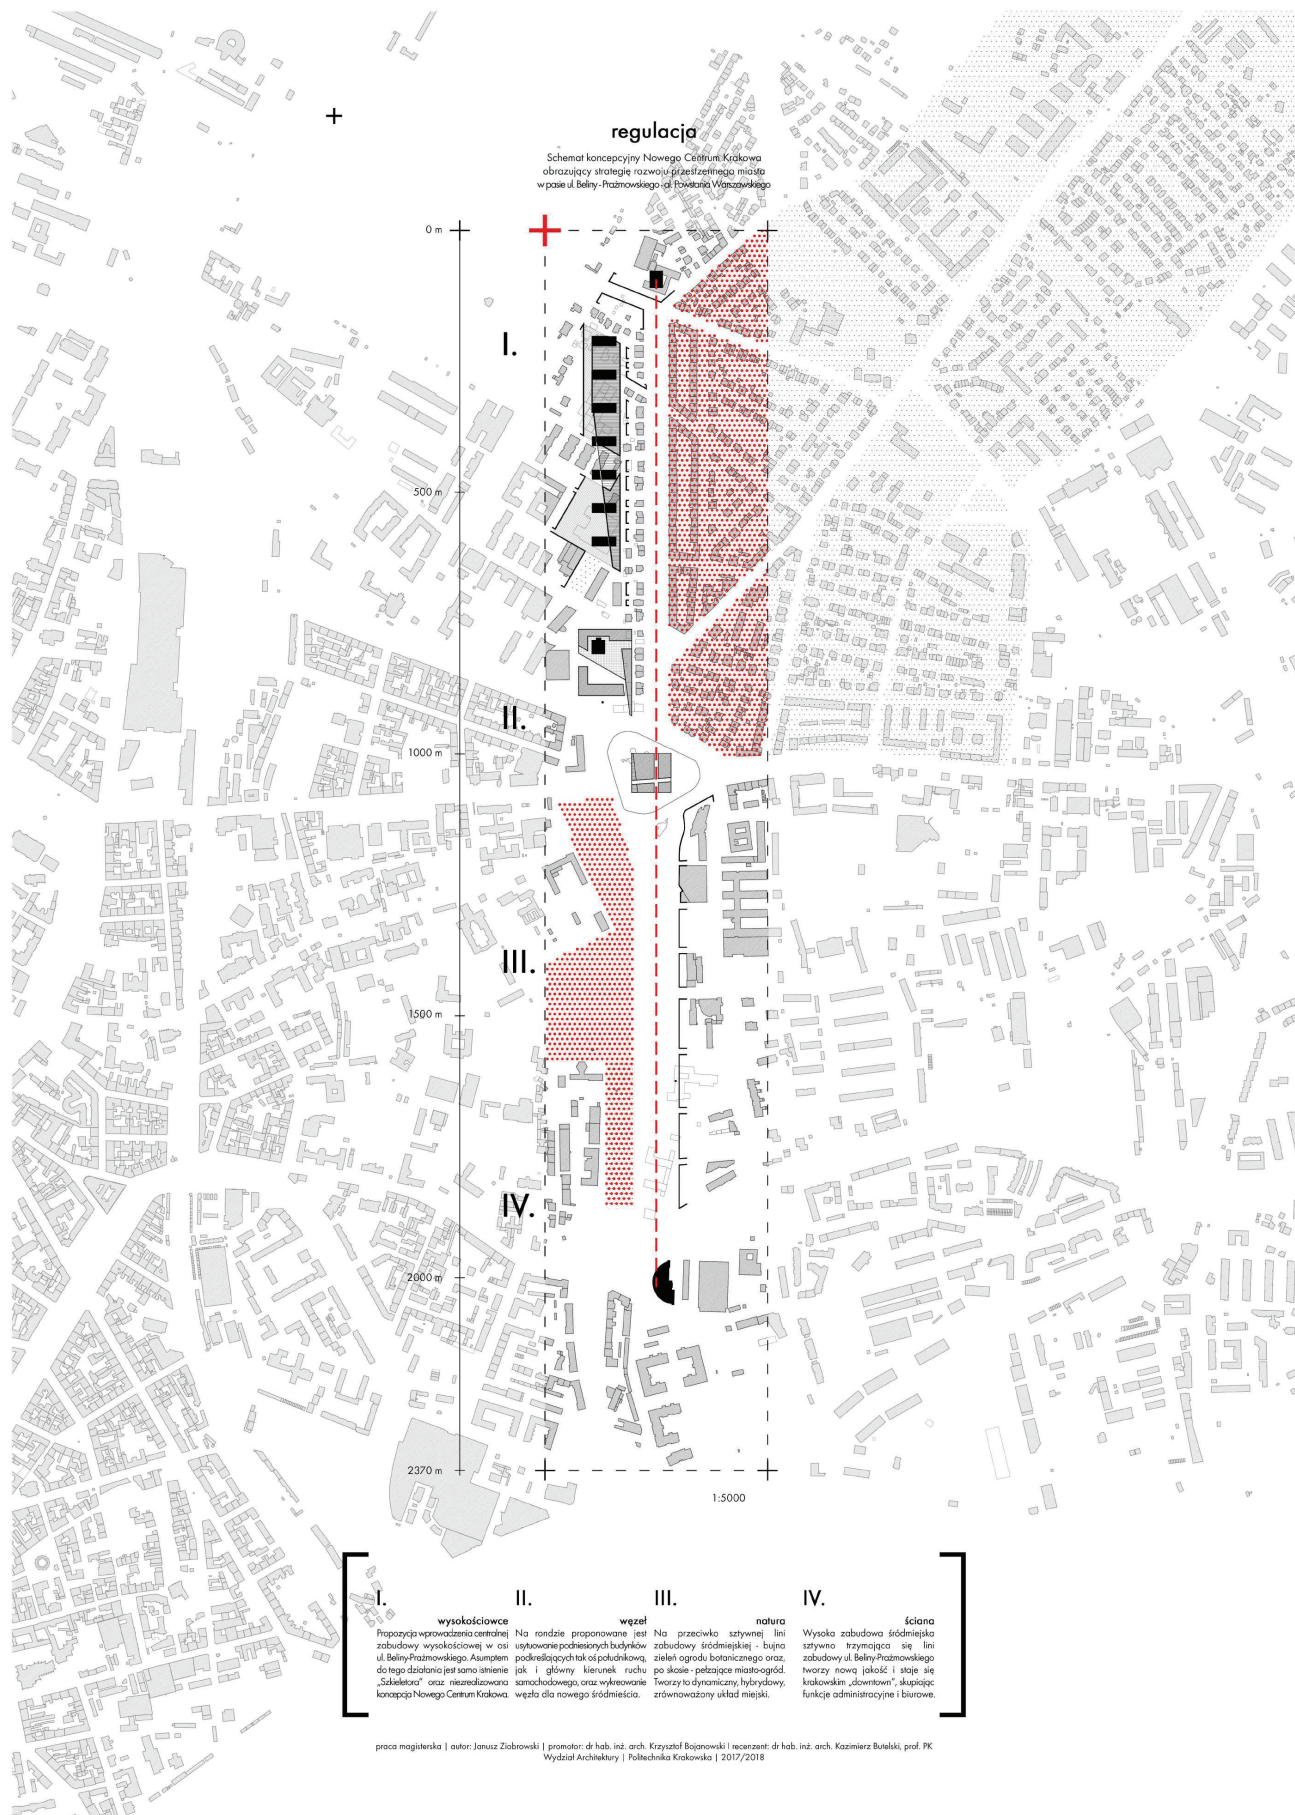 regulacja
Schemat koncepcyjny Nowego Centrum Krakowa
obrazujący strategię rozwoju przestrzennego miasta
w pasie ul. Beliny-Prażmowskiego - al. Powstania Warszawskiego
0 m
I.
500 m
II.
1000 m
III.
1500 m
IV.
2000 m
2370 m
1:5000
I.
wysokościowce
Propozycja wprowadzenia centralnej
zabudowy wysokościowej w osi
ul. Beliny-Prażmowskiego. Asumptem
do tego działania jest samo istnienie
„Szkieletora” oraz niezrealizowana
koncepcja Nowego Centrum Krakowa.
II.
węzeł
Na rondzie proponowane jest
usytuowanie podniesionych budynków
podkreślających tak oś południkową,
jak i główny kierunek ruchu
samochodowego, oraz wykreowanie
węzła dla nowego śródmieścia.
III.
natura
Na przeciwko sztywnej lini
zabudowy śródmiejskiej - bujna
zieleń ogrodu botanicznego oraz,
po skosie - pełzające miasto-ogród.
Tworzy to dynamiczny, hybrydowy,
zrównoważony układ miejski.
IV.
ściana
Wysoka zabudowa śródmiejska
sztywno trzymająca się lini
zabudowy ul. Beliny-Prażmowskiego
tworzy nową jakość i staje się
krakowskim „downtown”, skupiając
funkcje administracyjne i biurowe.
praca magisterska | autor: Janusz Ziobrowski | promotor: dr hab. inż. arch. Krzysztof Bojanowski | recenzent: dr hab. inż. arch. Kazimierz Butelski, prof. PK
Wydział Architektury | Politechnika Krakowska | 2017/2018